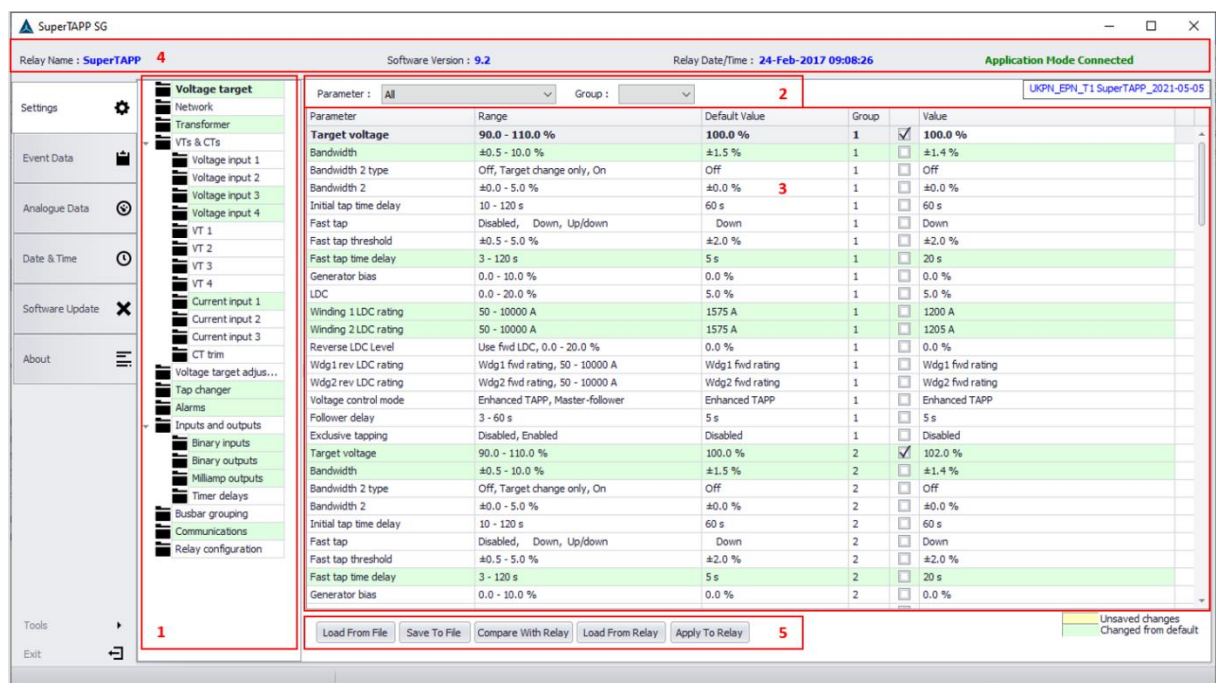 SuperTAPP SG
Relay Name : SuperTAPP 4 Software Version : 9.2 Relay Date/Time : 24-Feb-2017 09:08:26 Application Mode Connected
Settings
Event Data
Analogue Data
Date & Time
Software Update
About
Tools
Exit
Voltage target
Network
Transformer
VTs & CTs
Voltage input 1
Voltage input 2
Voltage input 3
Voltage input 4
VT 1
VT 2
VT 3
VT 4
Current input 1
Current input 2
Current input 3
CT trim
Voltage target adjus...
Tap changer
Alarms
Inputs and outputs
Binary inputs
Binary outputs
Milliamp outputs
Timer delays
Busbar grouping
Communications
Relay configuration
1
Parameter : All Group : 2
UKPN_EPN_T1 SuperTAPP_2021-05-05
Parameter Range Default Value Group Value
Target voltage 90.0 - 110.0 % 100.0 % 1 100.0 %
Bandwidth ±0.5 - 10.0 % ±1.5 % 1 ±1.4 %
Bandwidth 2 type Off, Target change only, On Off 1 Off
Bandwidth 2 ±0.0 - 5.0 % ±0.0 % 3 1 ±0.0 %
Initial tap time delay 10 - 120 s 60 s 1 60 s
Fast tap Disabled, Down, Up/down Down 1 Down
Fast tap threshold ±0.5 - 5.0 % ±2.0 % 1 ±2.0 %
Fast tap time delay 3 - 120 s 5 s 1 20 s
Generator bias 0.0 - 10.0 % 0.0 % 1 0.0 %
LDC 0.0 - 20.0 % 5.0 % 1 5.0 %
Winding 1 LDC rating 50 - 10000 A 1575 A 1 1200 A
Winding 2 LDC rating 50 - 10000 A 1575 A 1 1205 A
Reverse LDC Level Use fwd LDC, 0.0 - 20.0 % 0.0 % 1 0.0 %
Wdg1 rev LDC rating Wdg1 fwd rating, 50 - 10000 A Wdg1 fwd rating 1 Wdg1 fwd rating
Wdg2 rev LDC rating Wdg2 fwd rating, 50 - 10000 A Wdg2 fwd rating 1 Wdg2 fwd rating
Voltage control mode Enhanced TAPP, Master-follower Enhanced TAPP 1 Enhanced TAPP
Follower delay 3 - 60 s 5 s 1 5 s
Exclusive tapping Disabled, Enabled Disabled 1 Disabled
Target voltage 90.0 - 110.0 % 100.0 % 2 102.0 %
Bandwidth ±0.5 - 10.0 % ±1.5 % 2 ±1.4 %
Bandwidth 2 type Off, Target change only, On Off 2 Off
Bandwidth 2 ±0.0 - 5.0 % ±0.0 % 2 ±0.0 %
Initial tap time delay 10 - 120 s 60 s 2 60 s
Fast tap Disabled, Down, Up/down Down 2 Down
Fast tap threshold ±0.5 - 5.0 % ±2.0 % 2 ±2.0 %
Fast tap time delay 3 - 120 s 5 s 2 20 s
Generator bias 0.0 - 10.0 % 0.0 % 2 0.0 %
Load From File Save To File Compare With Relay Load From Relay Apply To Relay 5
Unsaved changes
Changed from default